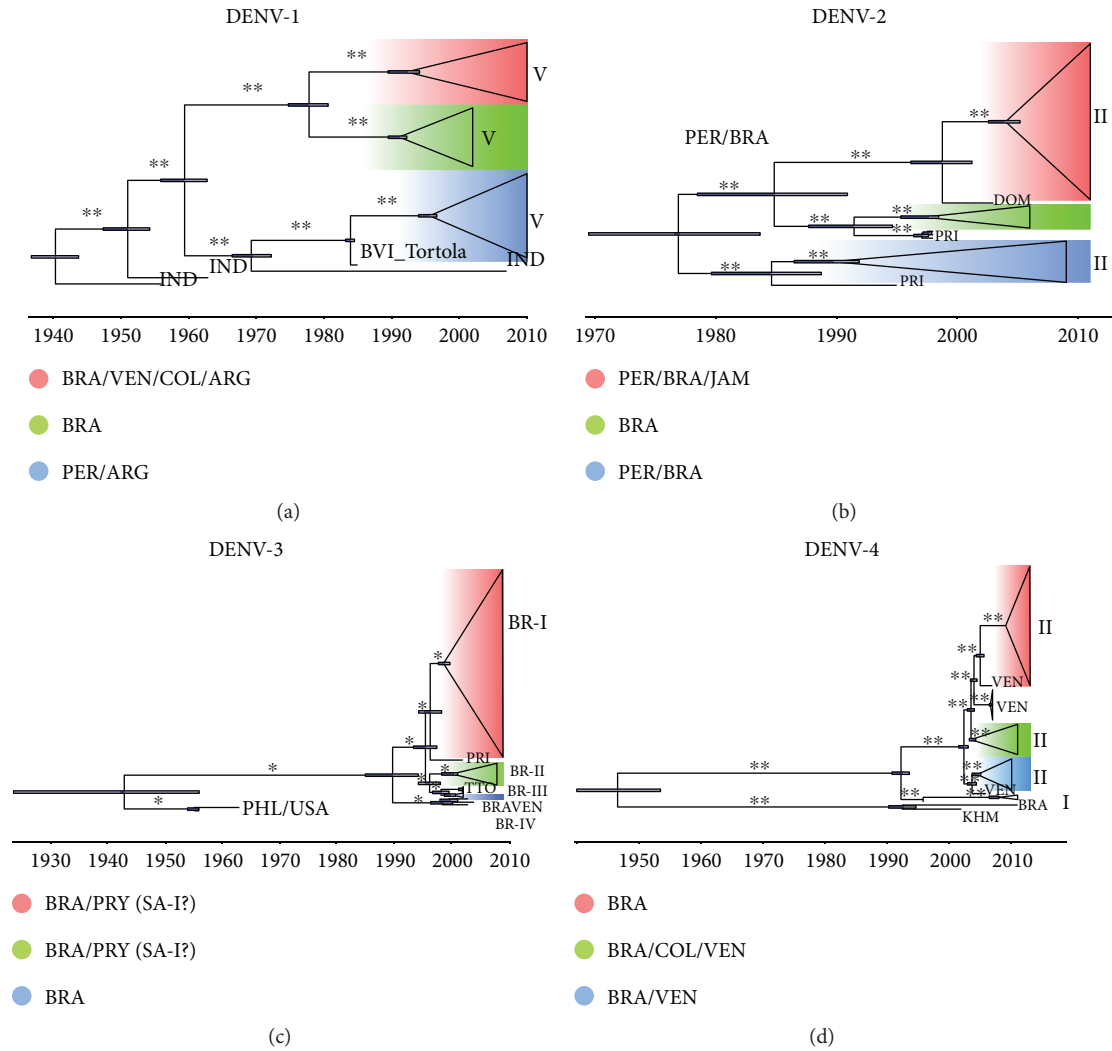 DENV-1
**
**
V
**
V
**
**
**
V
**
**
BVI_Tortola
IND
IND
IND
1940 1950 1960 1970 1980 1990 2000 2010
BRA/VEN/COL/ARG
BRA
PER/ARG
(a)
DENV-2
**
II
PER/BRA
**
**
DOM
**
**
**
PRI
**
**
II
PRI
1970 1980 1990 2000 2010
PER/BRA/JAM
BRA
PER/BRA
(b)
DENV-3
BR-I
*
*
*
PRI
*
*
BR-II
*
*
TTO
BR-III
*
*
PHL/USA
BRAVEN
BR-IV
1930 1940 1950 1960 1970 1980 1990 2000 2010
BRA/PRY (SA-I?)
BRA/PRY (SA-I?)
BRA
(c)
DENV-4
**
II
**
**
VEN
**
VEN
**
**
**
II
**
**
II
**
VEN
**
**
**
I
BRA
KHM
1950 1960 1970 1980 1990 2000 2010
BRA
BRA/COL/VEN
BRA/VEN
(d)